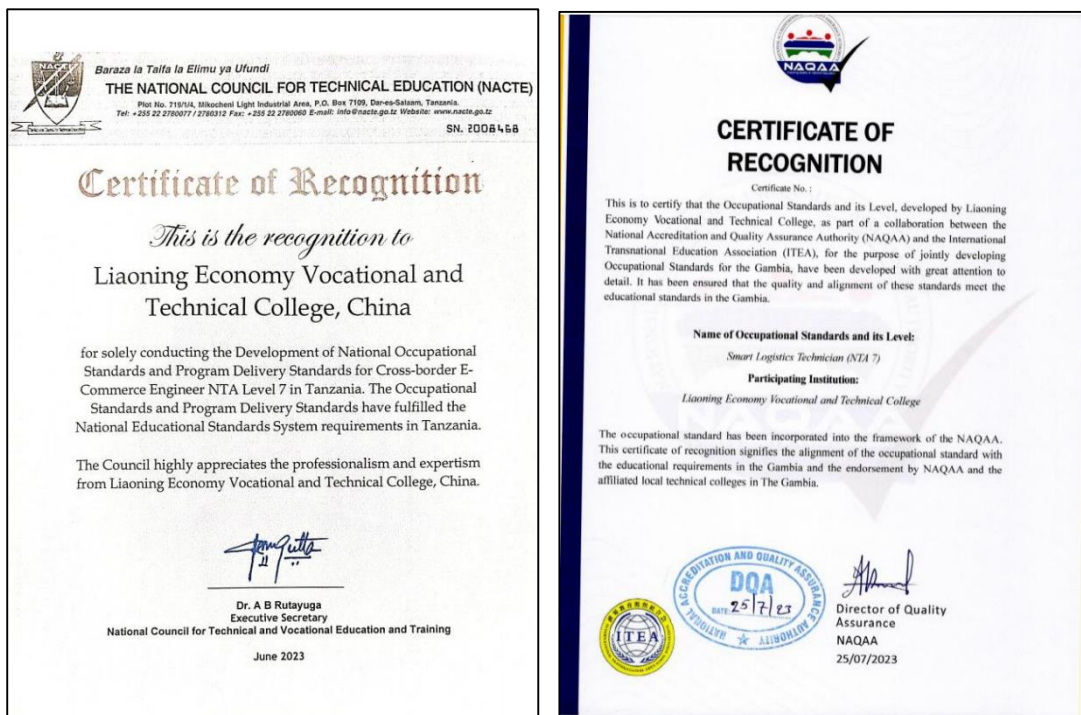 NACTE
Baraza la Taifa la Elimu ya Ufundi
THE NATIONAL COUNCIL FOR TECHNICAL EDUCATION (NACTE)
Plot No. 719/1/4, Mikocheni Light Industrial Area, P.O. Box 7109, Dar-es-Salaam, Tanzania.
Tel: +255 22 2780077 / 2780312 Fax: +255 22 2780060 E-mail: info@nacte.go.tz Website: www.nacte.go.tz
SN. 2008468
Certificate of Recognition
This is the recognition to
Liaoning Economy Vocational and
Technical College, China
for solely conducting the Development of National Occupational
Standards and Program Delivery Standards for Cross-border E-
Commerce Engineer NTA Level 7 in Tanzania. The Occupational
Standards and Program Delivery Standards have fulfilled the
National Educational Standards System requirements in Tanzania.
The Council highly appreciates the professionalism and expertism
from Liaoning Economy Vocational and Technical College, China.
Dr. A B Rutayuga
Executive Secretary
National Council for Technical and Vocational Education and Training
June 2023
NAQAA
CERTIFICATE OF
RECOGNITION
Certificate No. :
This is to certify that the Occupational Standards and its Level, developed by Liaoning
Economy Vocational and Technical College, as part of a collaboration between the
National Accreditation and Quality Assurance Authority (NAQAA) and the International
Transnational Education Association (ITEA), for the purpose of jointly developing
Occupational Standards for the Gambia, have been developed with great attention to
detail. It has been ensured that the quality and alignment of these standards meet the
educational standards in the Gambia.
Name of Occupational Standards and its Level:
Smart Logistics Technician (NTA 7)
Participating Institution:
Liaoning Economy Vocational and Technical College
The occupational standard has been incorporated into the framework of the NAQAA.
This certificate of recognition signifies the alignment of the occupational standard with
the educational requirements in the Gambia and the endorsement by NAQAA and the
affiliated local technical colleges in The Gambia.
NATIONAL ACCREDITATION AND QUALITY ASSURANCE AUTHORITY
DQA
DATE: 25/7/23
ITEA
Director of Quality
Assurance
NAQAA
25/07/2023